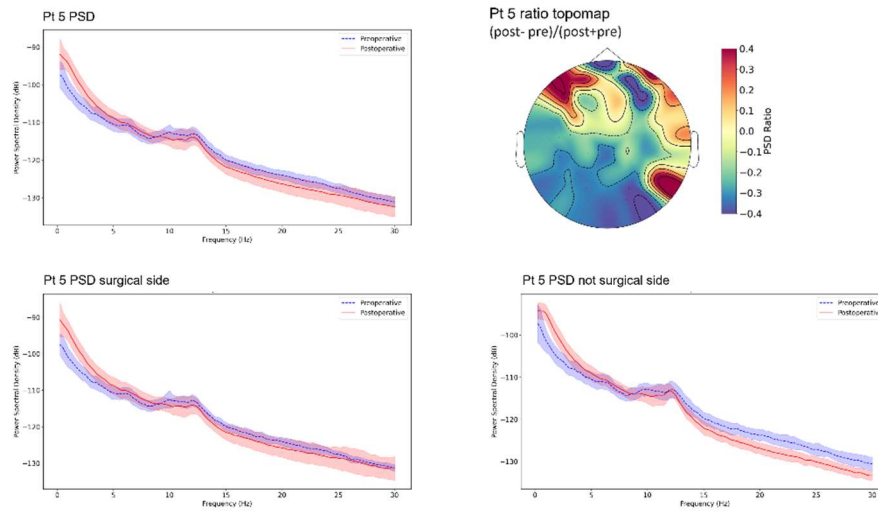 Pt 5 PSD
Preoperative
Postoperative
−90
−100
−110
−120
−130
Power Spectral Density (dB)
0 5 10 15 20 25 30
Frequency (Hz)
Pt 5 ratio topomap
(post- pre)/(post+pre)
0.4
0.3
0.2
0.1
0.0
−0.1
−0.2
−0.3
−0.4
PSD Ratio
Pt 5 PSD surgical side
Preoperative
Postoperative
−90
−100
−110
−120
−130
Power Spectral Density (dB)
0 5 10 15 20 25 30
Frequency (Hz)
Pt 5 PSD not surgical side
Preoperative
Postoperative
−100
−110
−120
−130
Power Spectral Density (dB)
0 5 10 15 20 25 30
Frequency (Hz)